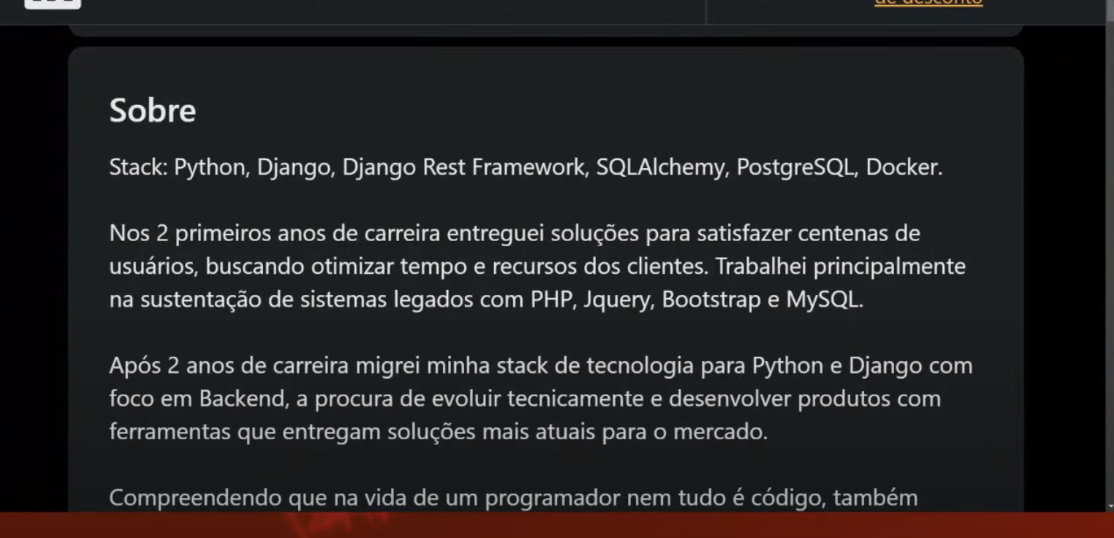 de desconto
Sobre
Stack: Python, Django, Django Rest Framework, SQLAlchemy, PostgreSQL, Docker.
Nos 2 primeiros anos de carreira entreguei soluções para satisfazer centenas de
usuários, buscando otimizar tempo e recursos dos clientes. Trabalhei principalmente
na sustentação de sistemas legados com PHP, Jquery, Bootstrap e MySQL.
Após 2 anos de carreira migrei minha stack de tecnologia para Python e Django com
foco em Backend, a procura de evoluir tecnicamente e desenvolver produtos com
ferramentas que entregam soluções mais atuais para o mercado.
Compreendendo que na vida de um programador nem tudo é código, também